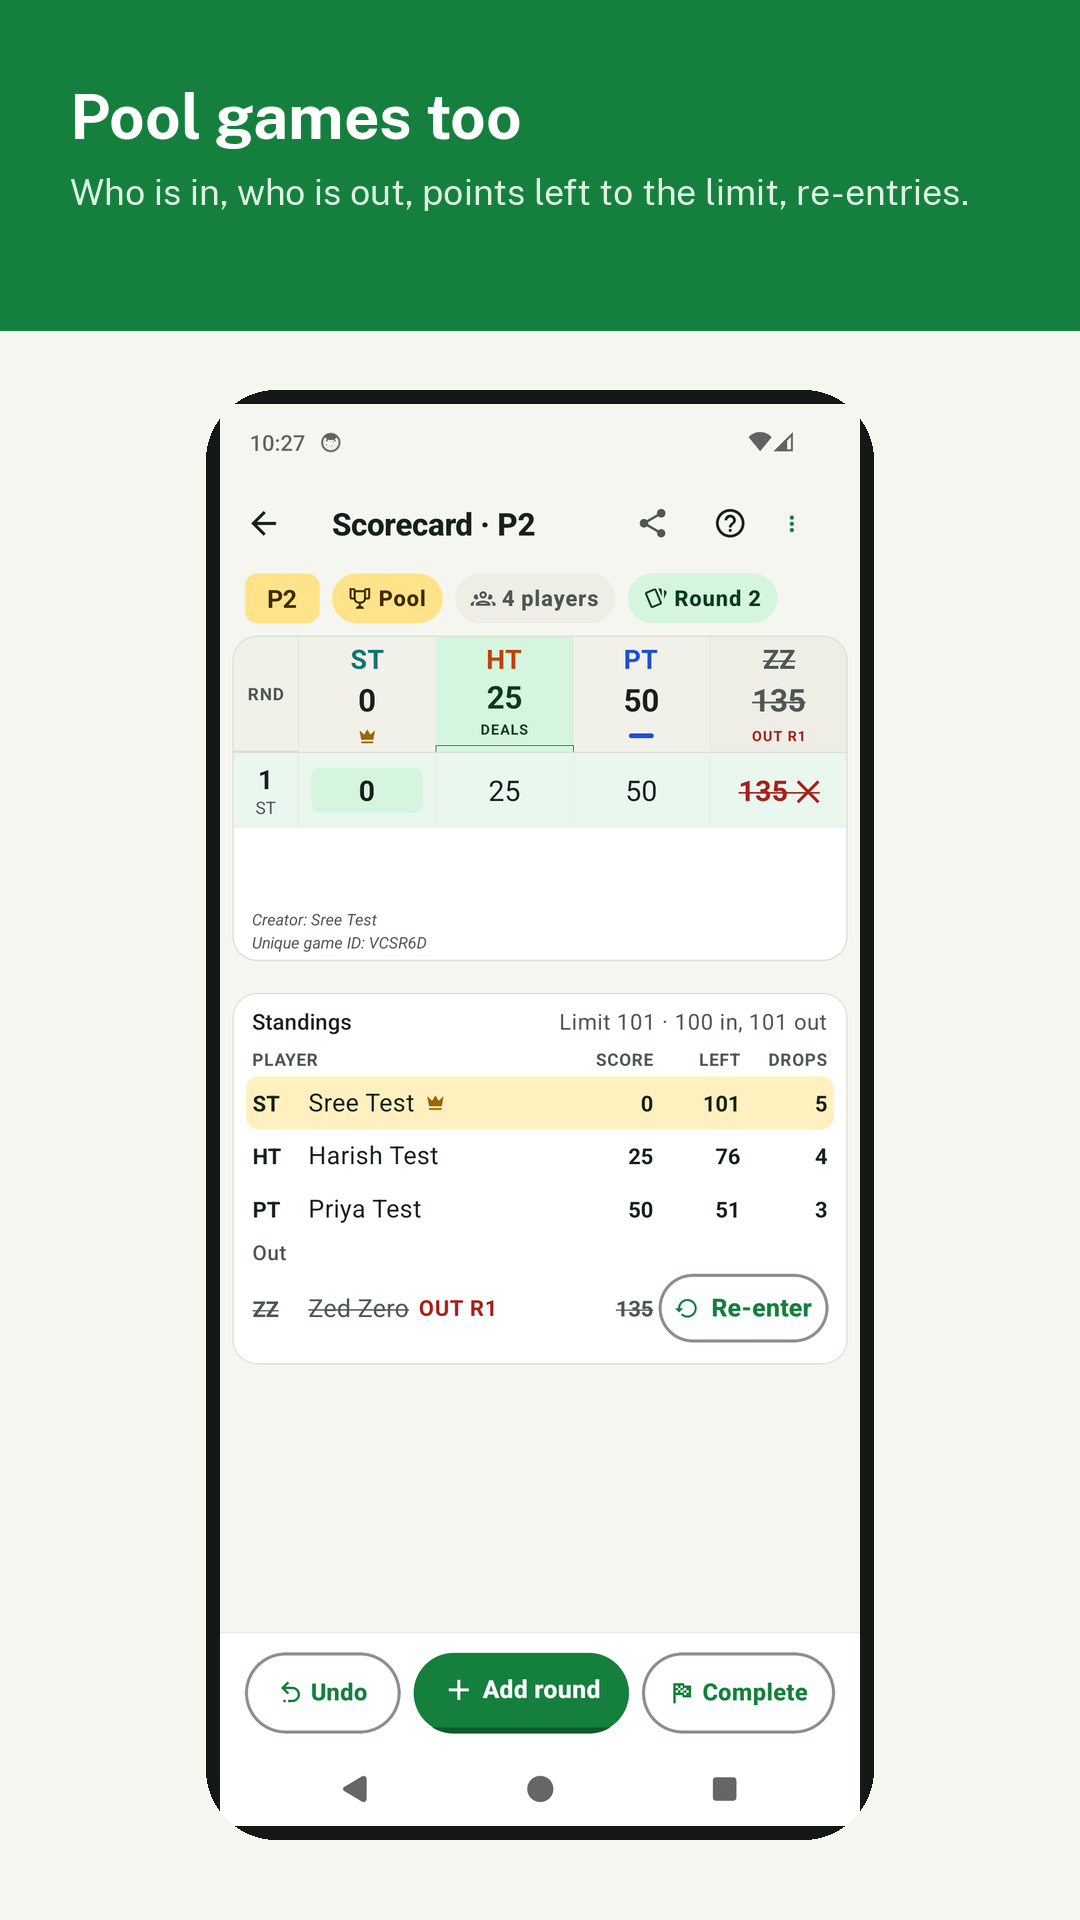 Pool games too
Who is in, who is out, points left to the limit, re-entries.
10:27
Scorecard · P2
P2 Pool 4 players Round 2
RND ST HT PT ZZ
0 25 50 135
DEALS OUT R1
1 0 25 50 135
ST
Creator: Sree Test
Unique game ID: VCSR6D
Standings Limit 101 · 100 in, 101 out
PLAYER SCORE LEFT DROPS
ST Sree Test 0 101 5
HT Harish Test 25 76 4
PT Priya Test 50 51 3
Out
ZZ Zed Zero OUT R1 135 Re-enter
Undo Add round Complete